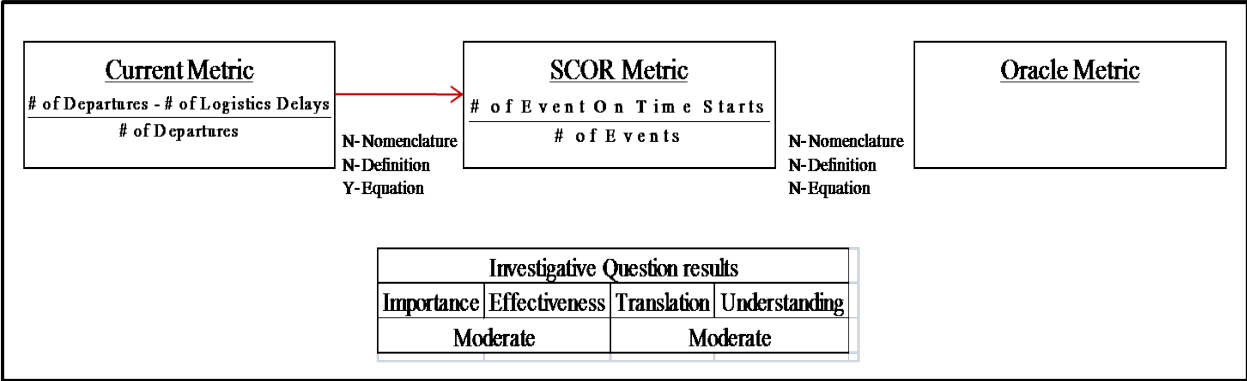 Current Metric
# of Departures - # of Logistics Delays
# of Departures
N-Nomenclature
N-Definition
Y-Equation
SCOR Metric
# of Event On Time Starts
# of Events
N-Nomenclature
N-Definition
N-Equation
Oracle Metric
Investigative Question results
Importance Effectiveness Translation Understanding
Moderate Moderate